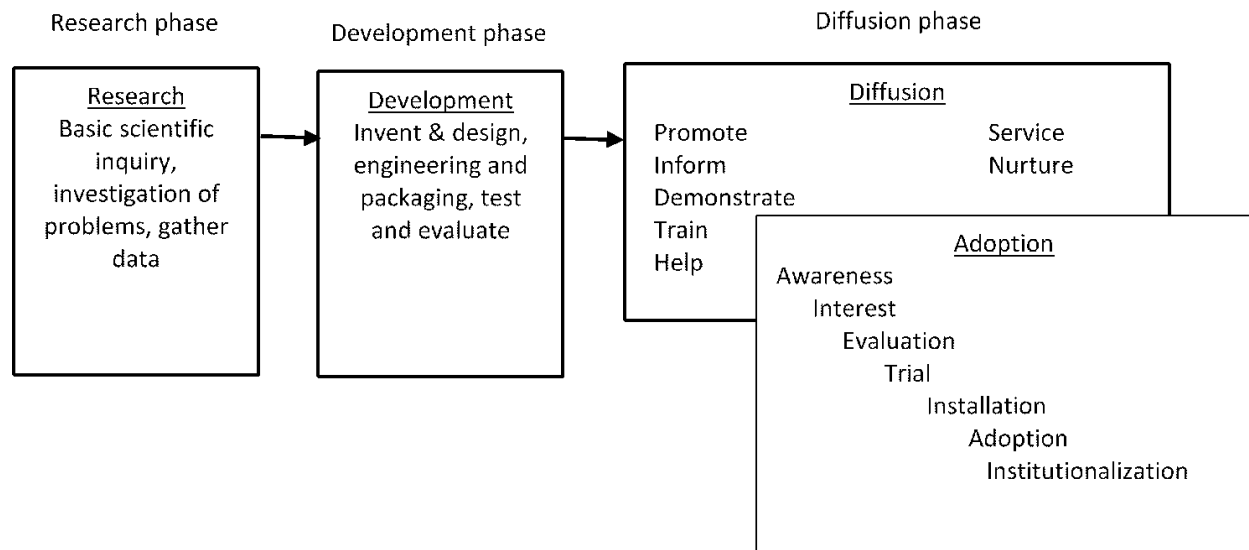 Research phase
Development phase
Diffusion phase
Research
Basic scientific
inquiry,
investigation of
problems, gather
data
Development
Invent & design,
engineering and
packaging, test
and evaluate
Diffusion
Promote
Inform
Demonstrate
Train
Help
Service
Nurture
Adoption
Awareness
Interest
Evaluation
Trial
Installation
Adoption
Institutionalization